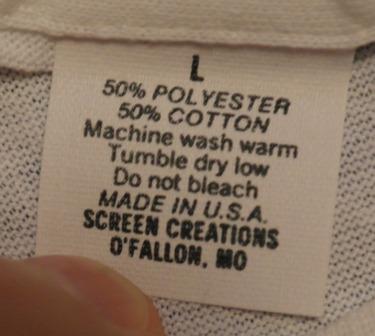 L
50% POLYESTER
50% COTTON
Machine wash warm
Tumble dry low
Do not bleach
MADE IN U.S.A.
SCREEN CREATIONS
O'FALLON. MO